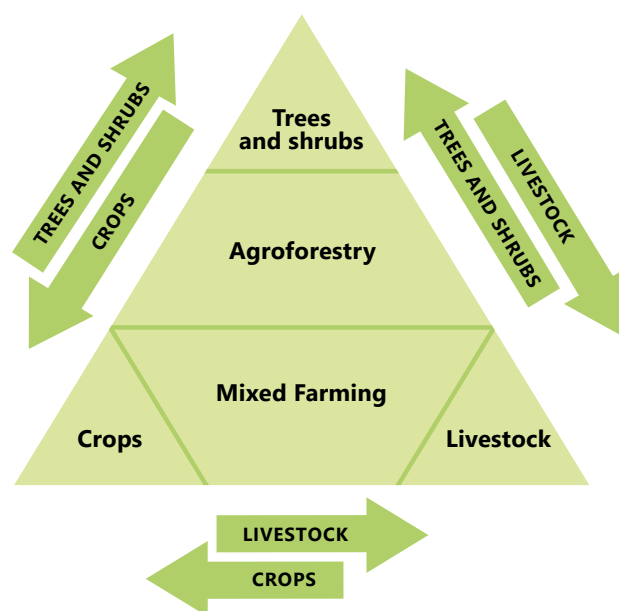 Trees
and shrubs
TREES AND SHRUBS
CROPS
TREES AND SHRUBS
LIVESTOCK
Agroforestry
Mixed Farming
Crops
Livestock
LIVESTOCK
CROPS